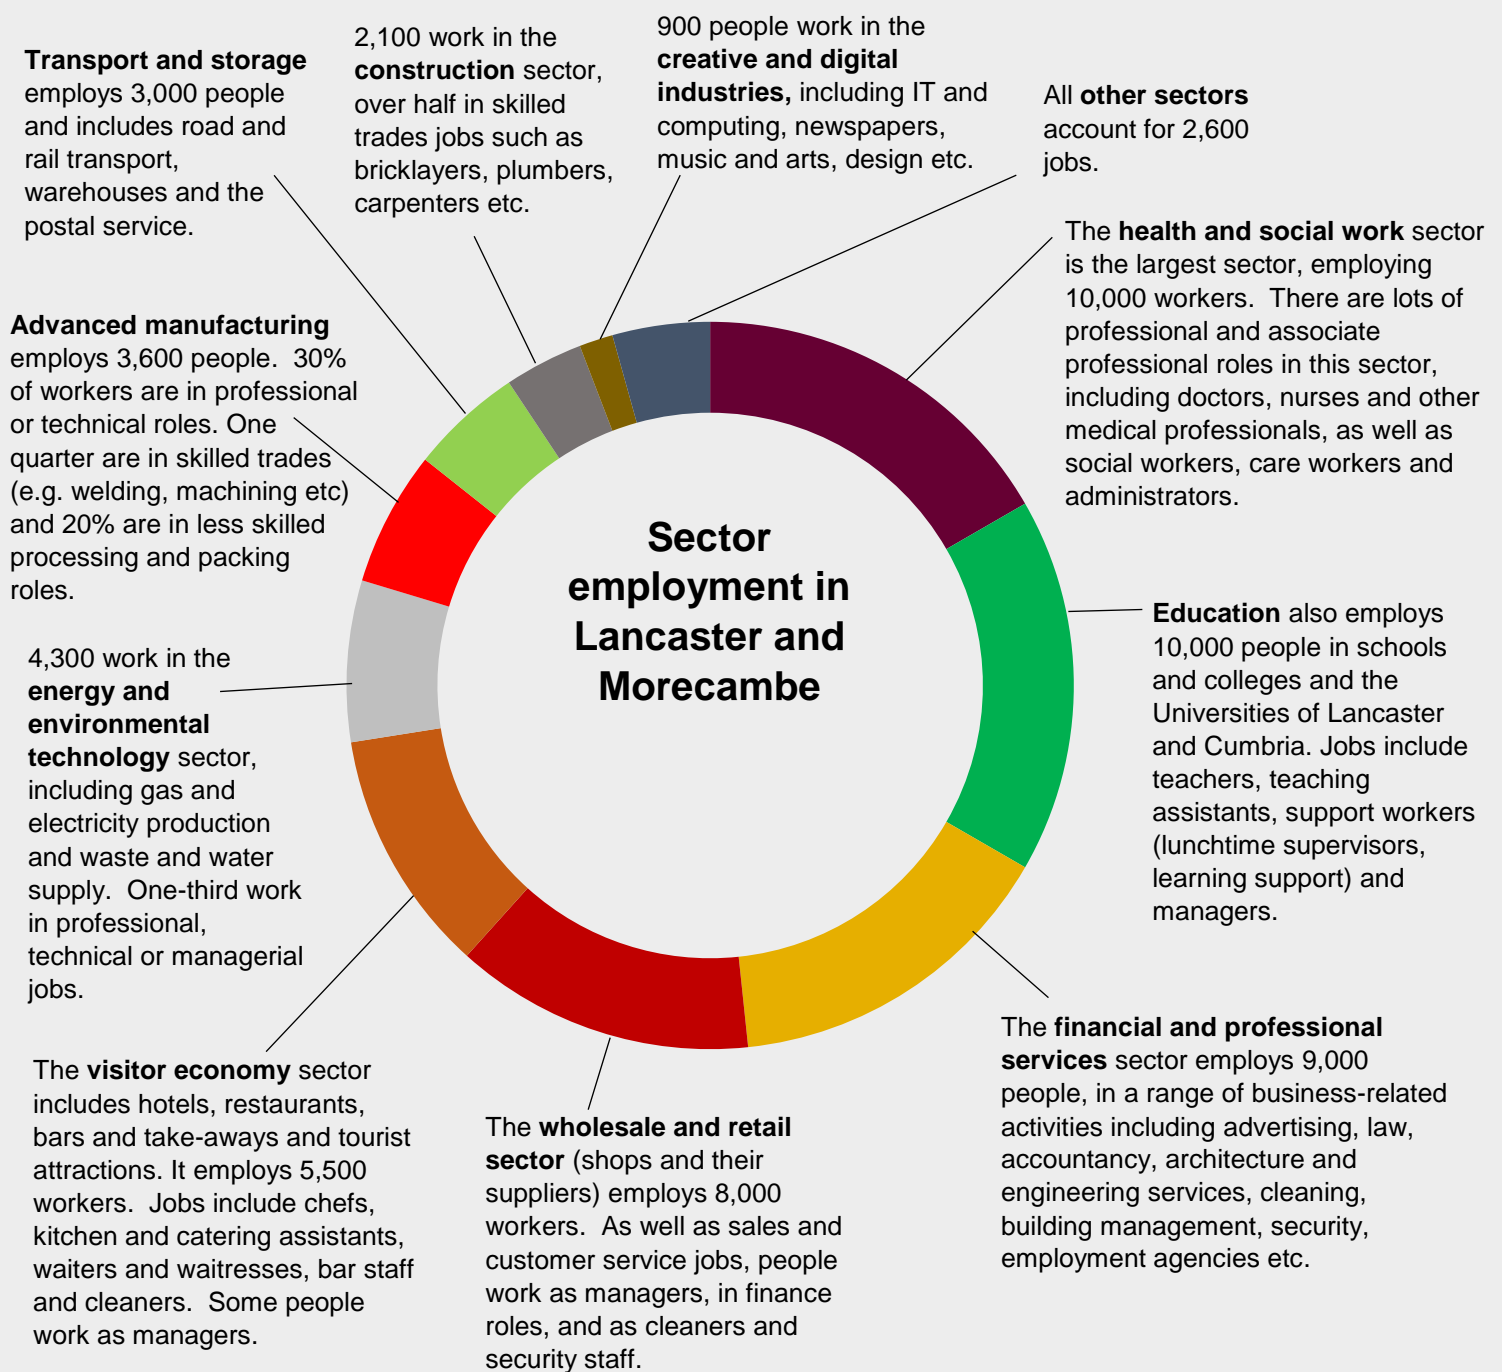 Transport and storage
employs 3,000 people
and includes road and
rail transport,
warehouses and the
postal service.
2,100 work in the
construction sector,
over half in skilled
trades jobs such as
bricklayers, plumbers,
carpenters etc.
900 people work in the
creative and digital
industries, including IT and
computing, newspapers,
music and arts, design etc.
All other sectors
account for 2,600
jobs.
The health and social work sector
is the largest sector, employing
10,000 workers.  There are lots of
professional and associate
professional roles in this sector,
including doctors, nurses and other
medical professionals, as well as
social workers, care workers and
administrators.
Advanced manufacturing
employs 3,600 people.  30%
of workers are in professional
or technical roles. One
quarter are in skilled trades
(e.g. welding, machining etc)
and 20% are in less skilled
processing and packing
roles.
Sector
employment in
Lancaster and
Morecambe
Education also employs
10,000 people in schools
and colleges and the
Universities of Lancaster
and Cumbria. Jobs include
teachers, teaching
assistants, support workers
(lunchtime supervisors,
learning support) and
managers.
4,300 work in the
energy and
environmental
technology sector,
including gas and
electricity production
and waste and water
supply.  One-third work
in professional,
technical or managerial
jobs.
The financial and professional
services sector employs 9,000
people, in a range of business-related
activities including advertising, law,
accountancy, architecture and
engineering services, cleaning,
building management, security,
employment agencies etc.
The visitor economy sector
includes hotels, restaurants,
bars and take-aways and tourist
attractions. It employs 5,500
workers.  Jobs include chefs,
kitchen and catering assistants,
waiters and waitresses, bar staff
and cleaners.  Some people
work as managers.
The wholesale and retail
sector (shops and their
suppliers) employs 8,000
workers.  As well as sales and
customer service jobs, people
work as managers, in finance
roles, and as cleaners and
security staff.